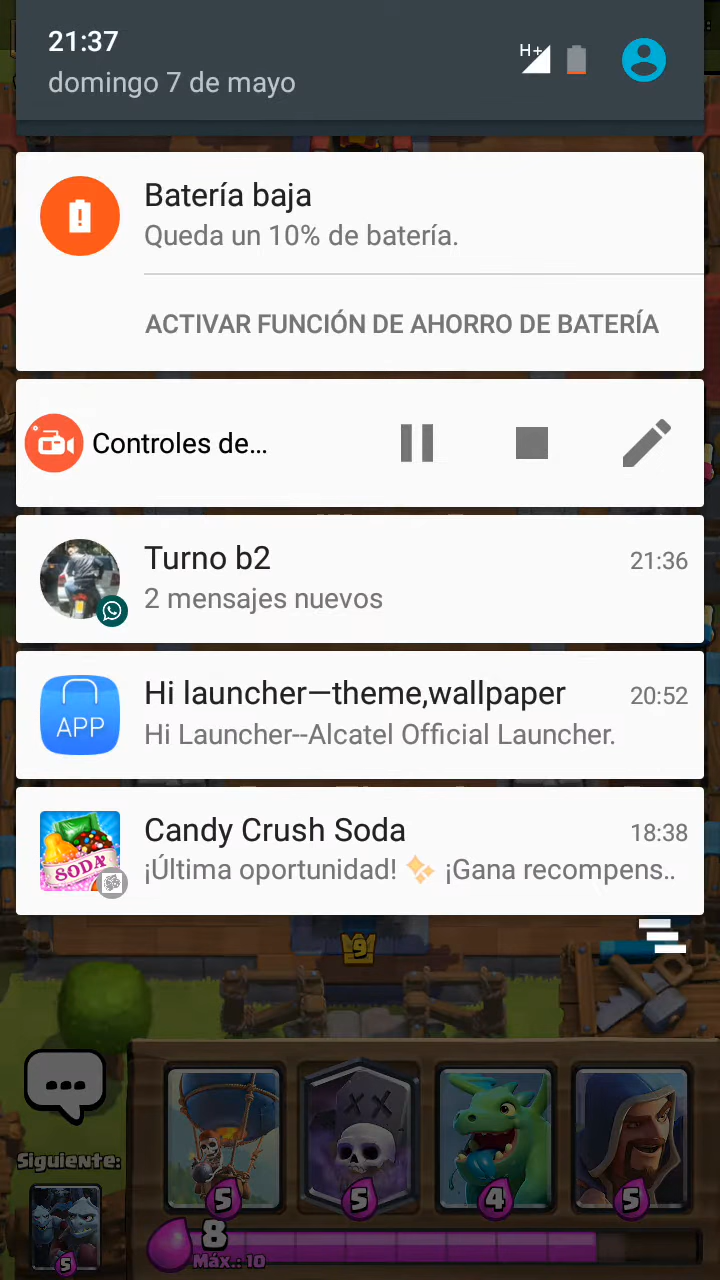 21:37
H+
domingo 7 de mayo
Batería baja
Queda un 10% de batería.
ACTIVAR FUNCIÓN DE AHORRO DE BATERÍA
Controles de...
Turno b2
21:36
2 mensajes nuevos
APP
Hi launcher—theme,wallpaper
20:52
Hi Launcher--Alcatel Official Launcher.
SODA
Candy Crush Soda
18:38
¡Última oportunidad! ✨ ¡Gana recompens..
9
...
Siguiente:
5
5
5
4
5
8
Máx.: 10